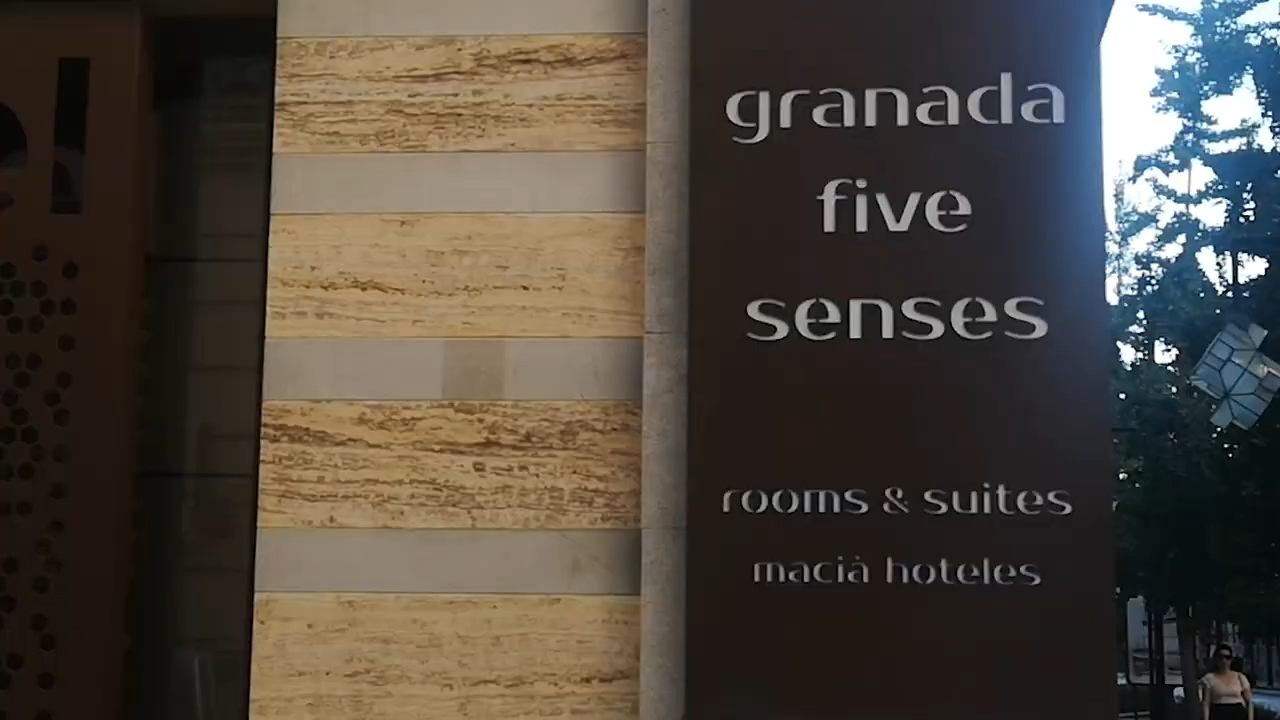 granada
five
senses
rooms & suites
macià hoteles